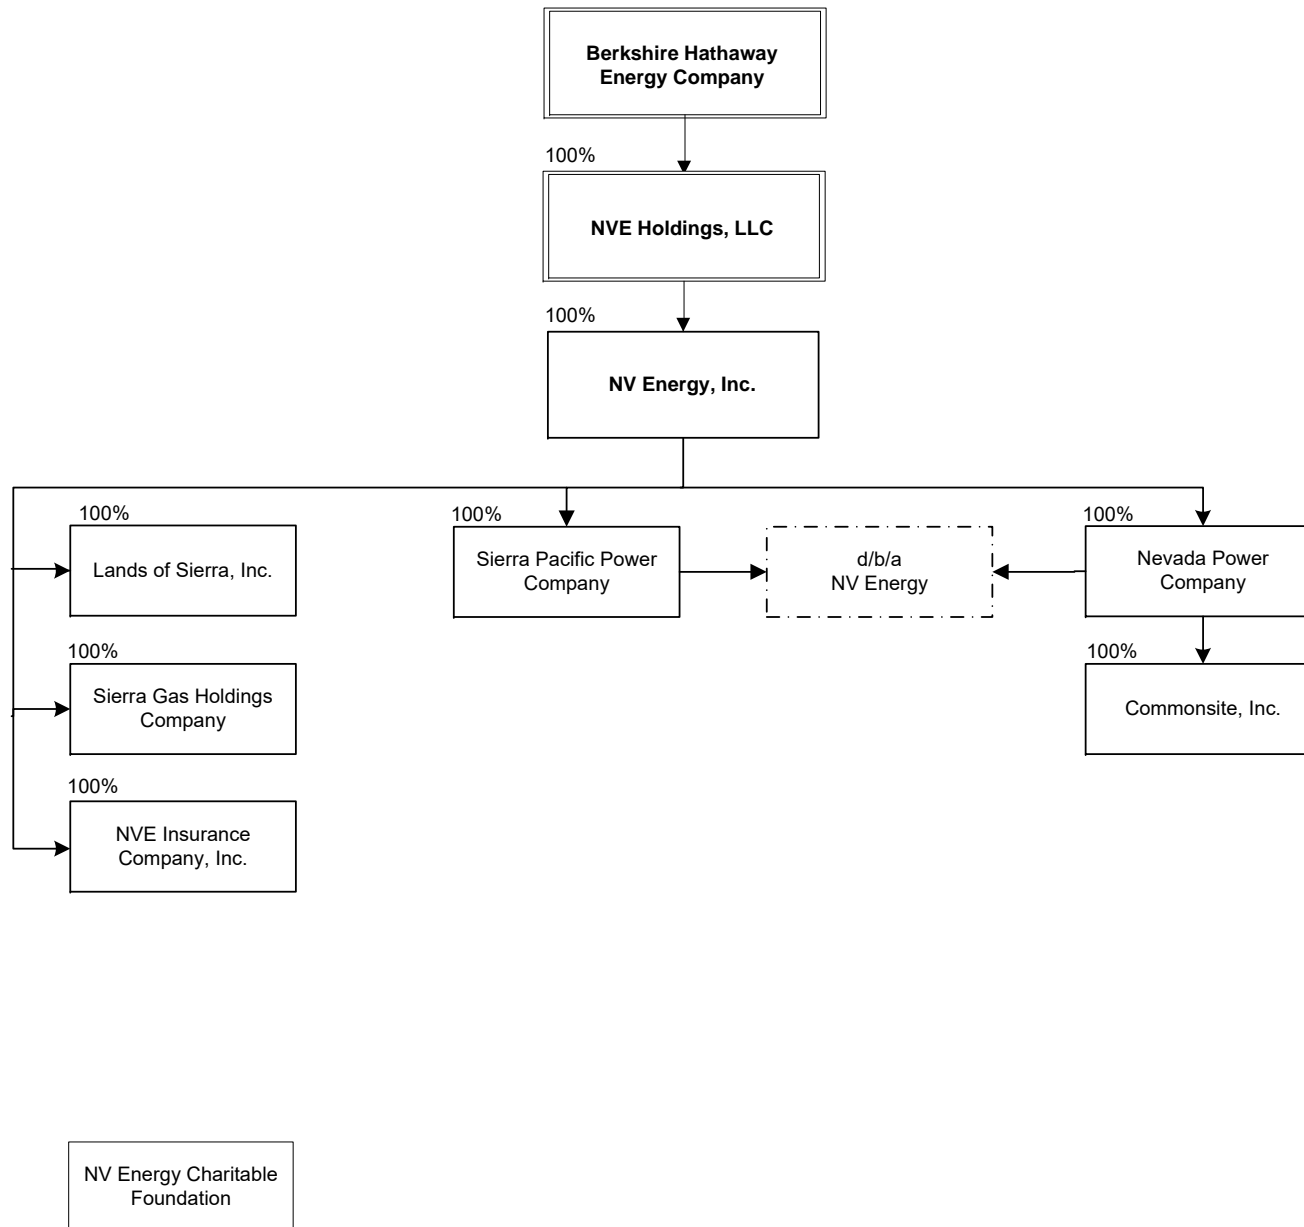 Berkshire Hathaway
Energy Company
100%
NVE Holdings, LLC
100%
NV Energy, Inc.
100%
Lands of Sierra, Inc.
100%
Sierra Pacific Power
Company
d/b/a
NV Energy
100%
Nevada Power
Company
100%
Sierra Gas Holdings
Company
100%
Commonsite, Inc.
100%
NVE Insurance
Company, Inc.
NV Energy Charitable
Foundation